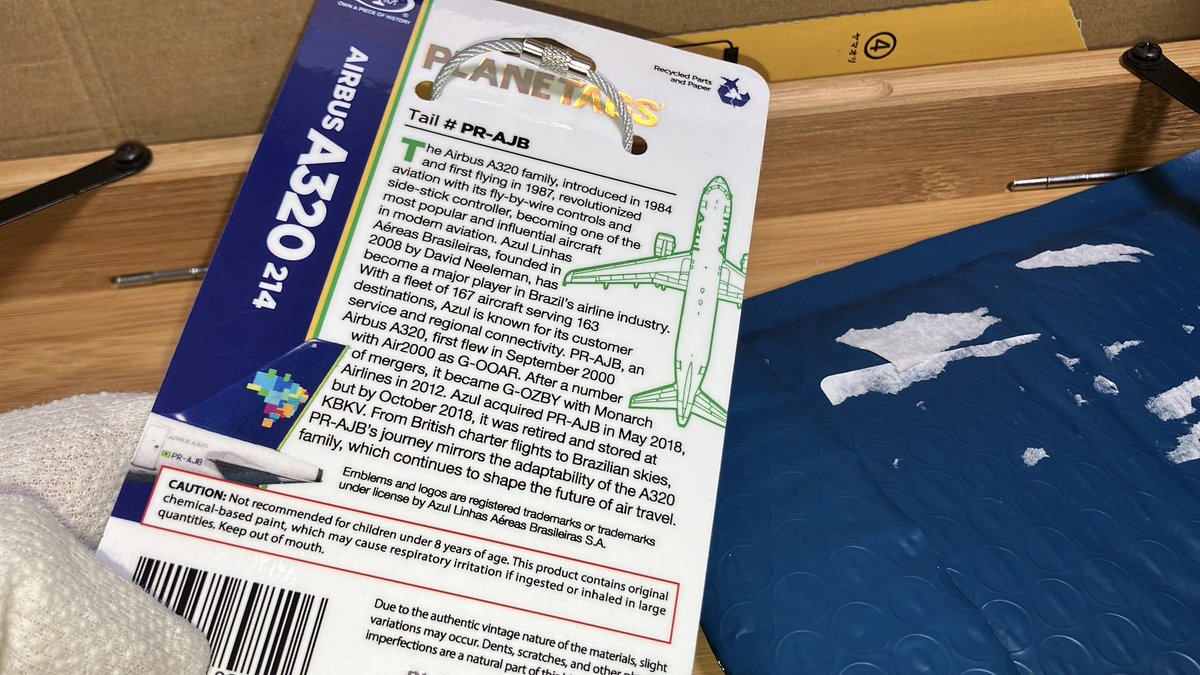 OWN A PIECE OF HISTORY
AIRBUS A320 214
PLANETAGS
Recycled Parts
and Paper
④
ヤマオリ
Tail # PR-AJB
The Airbus A320 family, introduced in 1984
and first flying in 1987, revolutionized
aviation with its fly-by-wire controls and
side-stick controller, becoming one of the
most popular and influential aircraft
in modern aviation. Azul Linhas
Aéreas Brasileiras, founded in
2008 by David Neeleman, has
become a major player in Brazil's airline industry.
With a fleet of 167 aircraft serving 163
destinations, Azul is known for its customer
service and regional connectivity. PR-AJB, an
Airbus A320, first flew in September 2000
with Air2000 as G-OOAR. After a number
of mergers, it became G-OZBY with Monarch
Airlines in 2012. Azul acquired PR-AJB in May 2018,
but by October 2018, it was retired and stored at
KBKV. From British charter flights to Brazilian skies,
PR-AJB's journey mirrors the adaptability of the A320
family, which continues to shape the future of air travel.
Azul
AIRBUS A320
PR-AJB
Emblems and logos are registered trademarks or trademarks
under license by Azul Linhas Aéreas Brasileiras S.A.
CAUTION: Not recommended for children under 8 years of age. This product contains original
chemical-based paint, which may cause respiratory irritation if ingested or inhaled in large
quantities. Keep out of mouth.
Due to the authentic vintage nature of the materials, slight
variations may occur. Dents, scratches, and other
imperfections are a natural part of